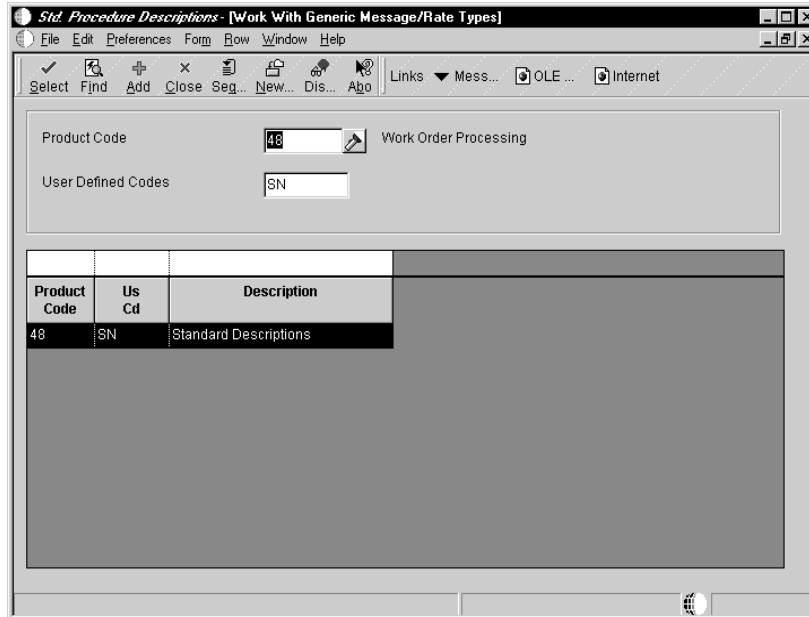 Std. Procedure Descriptions - [Work With Generic Message/Rate Types]
File Edit Preferences Form Row Window Help
Select Find Add Close Seq... New... Dis... Abo Links Mess... OLE ... Internet
Product Code 48 Work Order Processing
User Defined Codes SN
Product Code Us Cd Description
48 SN Standard Descriptions